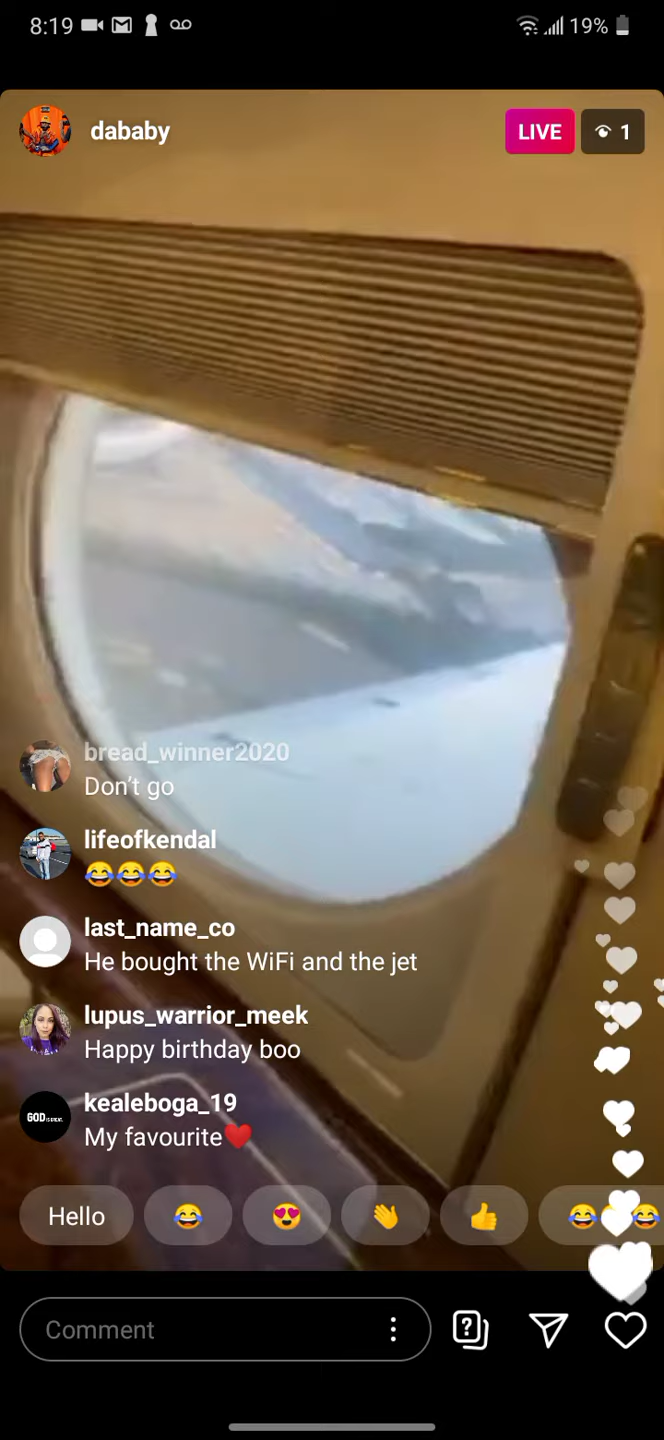 8:19
19%
dababy
LIVE
1
bread_winner2020
Don't go
lifeofkendal
😂😂😂
last_name_co
He bought the WiFi and the jet
lupus_warrior_meek
Happy birthday boo
kealeboga_19
My favourite❤️
Hello
Comment